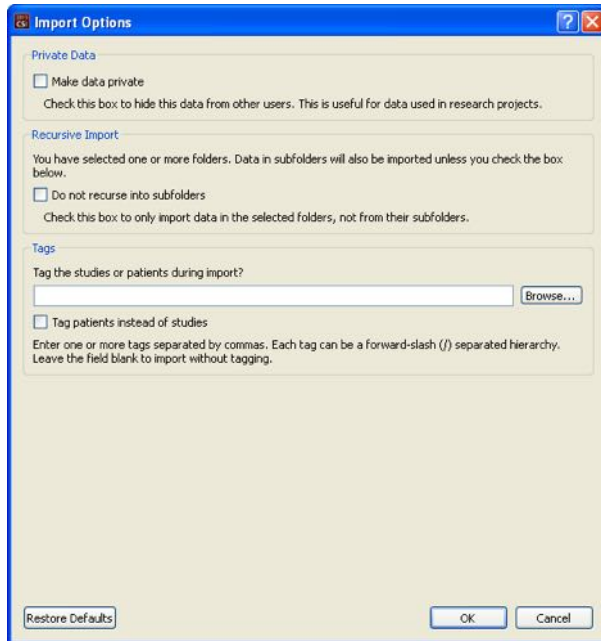 Import Options
Private Data
Make data private
Check this box to hide this data from other users. This is useful for data used in research projects.
Recursive Import
You have selected one or more folders. Data in subfolders will also be imported unless you check the box
below.
Do not recurse into subfolders
Check this box to only import data in the selected folders, not from their subfolders.
Tags
Tag the studies or patients during import?
Browse...
Tag patients instead of studies
Enter one or more tags separated by commas. Each tag can be a forward-slash (/) separated hierarchy.
Leave the field blank to import without tagging.
Restore Defaults
OK
Cancel